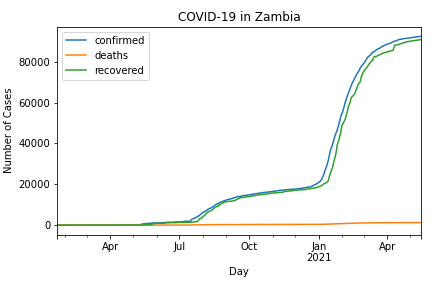 COVID-19 in Zambia
confirmed
deaths
recovered
Number of Cases
80000
60000
40000
20000
0
Apr
Jul
Oct
Jan
2021
Apr
Day